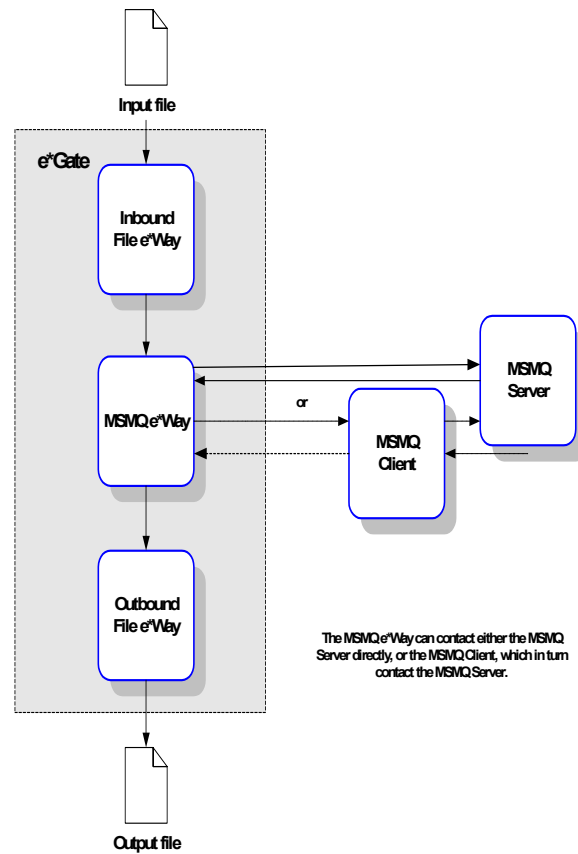 Input file
e*Gate
Inbound
File e*Way
MSMQ e*Way
or
MSMQ
Server
MSMQ
Client
Outbound
File e*Way
The MSMQ e*Way can contact either the MSMQ
Server directly, or the MSMQ Client, which in turn
contact the MSMQ Server.
Output file